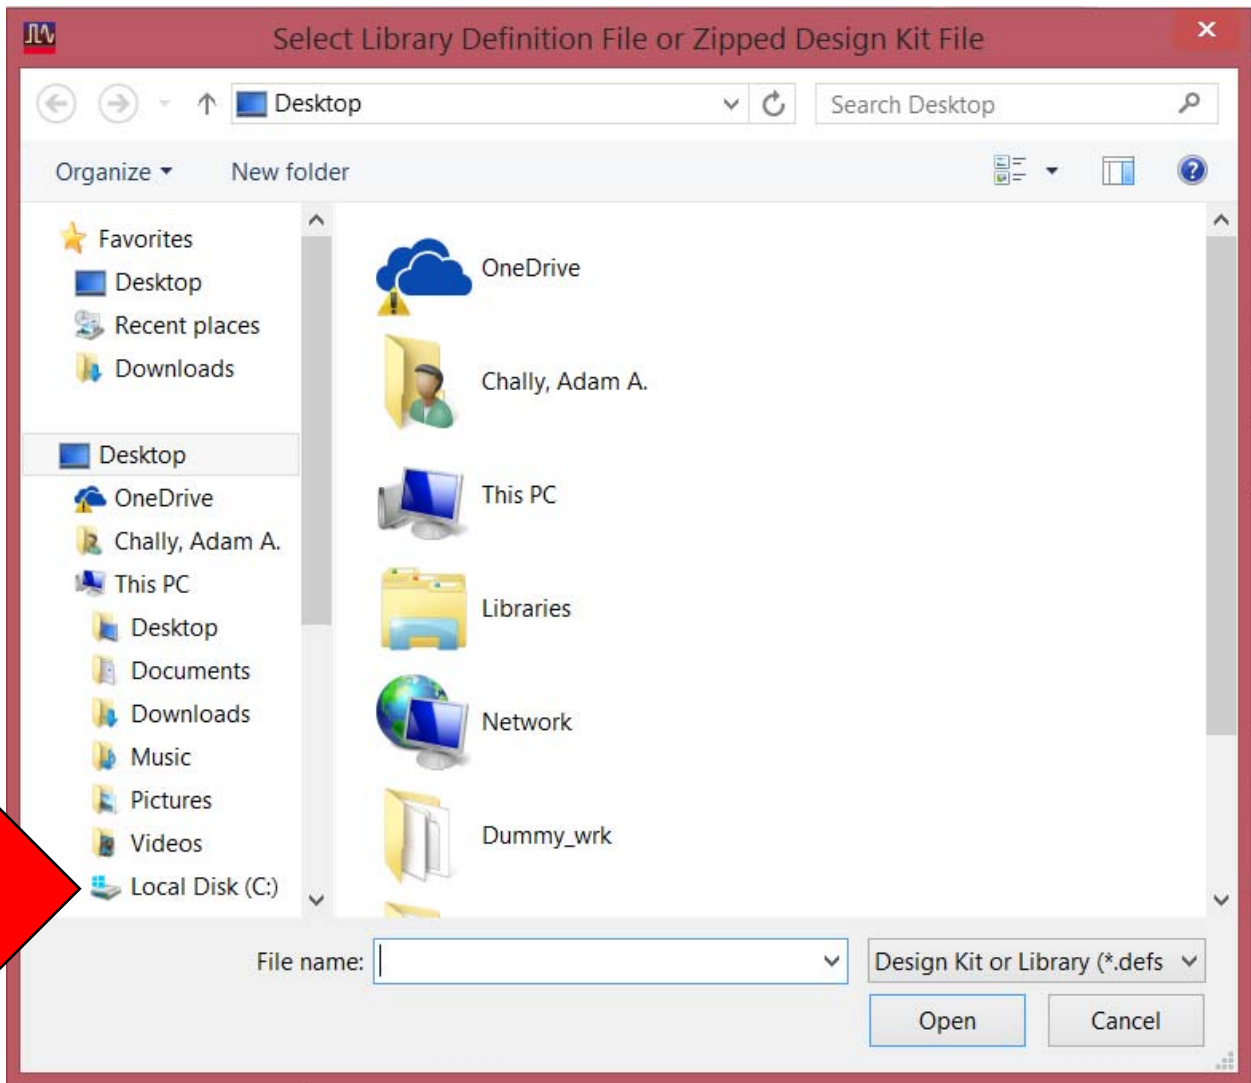 Select Library Definition File or Zipped Design Kit File
Desktop
Search Desktop
Organize
New folder
Favorites
Desktop
Recent places
Downloads
Desktop
OneDrive
Chally, Adam A.
This PC
Desktop
Documents
Downloads
Music
Pictures
Videos
Local Disk (C:)
OneDrive
Chally, Adam A.
This PC
Libraries
Network
Dummy_wrk
File name:
Design Kit or Library (*.defs
Open
Cancel